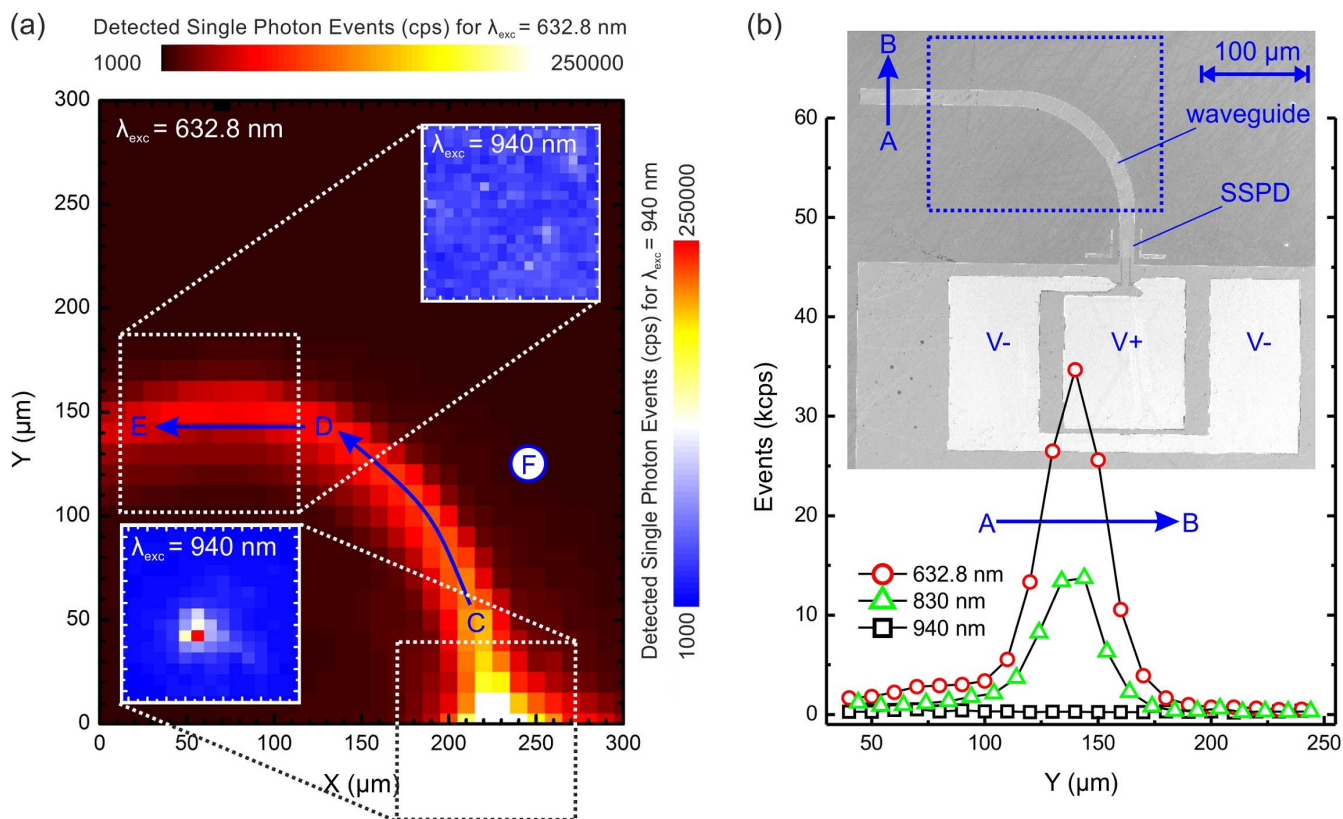 (a)
Detected Single Photon Events (cps) for λexc = 632.8 nm
1000
250000
λexc = 632.8 nm
λexc = 940 nm
E
D
F
C
λexc = 940 nm
300
250
200
150
100
50
0
Y (µm)
0
50
100
150
200
250
300
X (µm)
Detected Single Photon Events (cps) for λexc = 940 nm
250000
1000
(b)
B
A
100 µm
waveguide
SSPD
V-
V+
V-
A
B
632.8 nm
830 nm
940 nm
60
50
40
30
20
10
0
Events (kcps)
50
100
150
200
250
Y (µm)